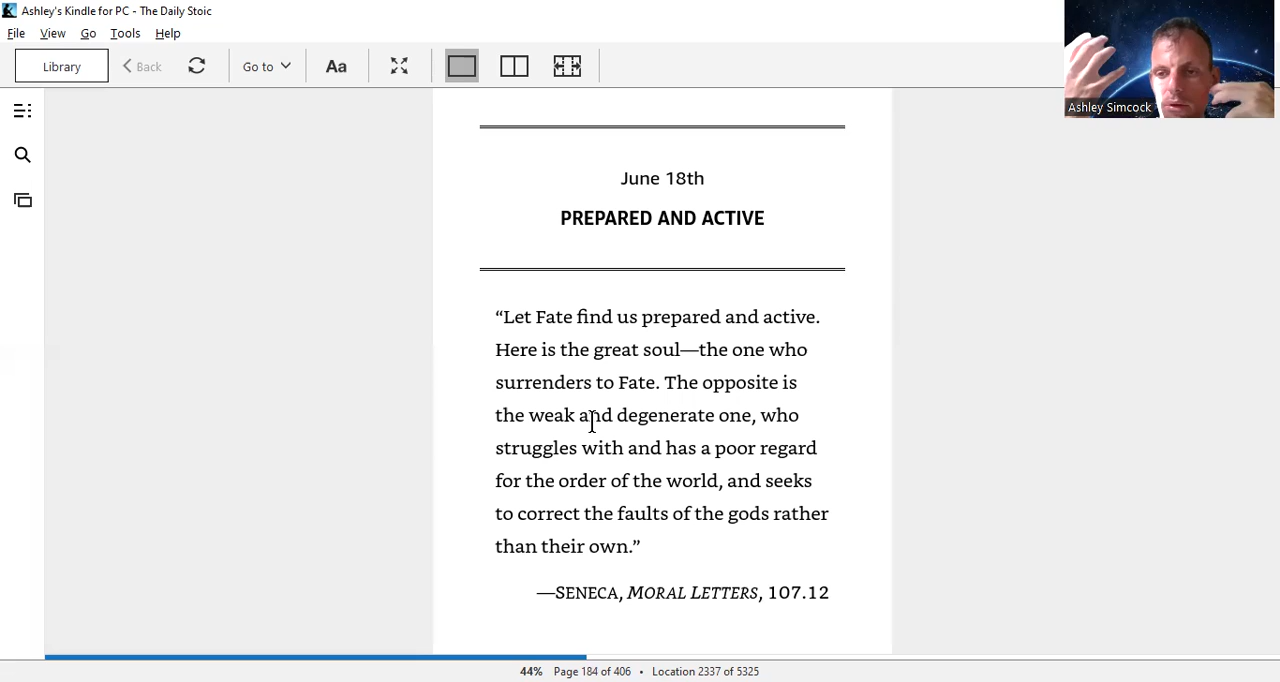 Ashley's Kindle for PC - The Daily Stoic
File View Go Tools Help
Library Back Go to Aa
Ashley Simcock
June 18th
PREPARED AND ACTIVE
“Let Fate find us prepared and active.
Here is the great soul—the one who
surrenders to Fate. The opposite is
the weak and degenerate one, who
struggles with and has a poor regard
for the order of the world, and seeks
to correct the faults of the gods rather
than their own.”
—SENECA, MORAL LETTERS, 107.12
44% Page 184 of 406 • Location 2337 of 5325